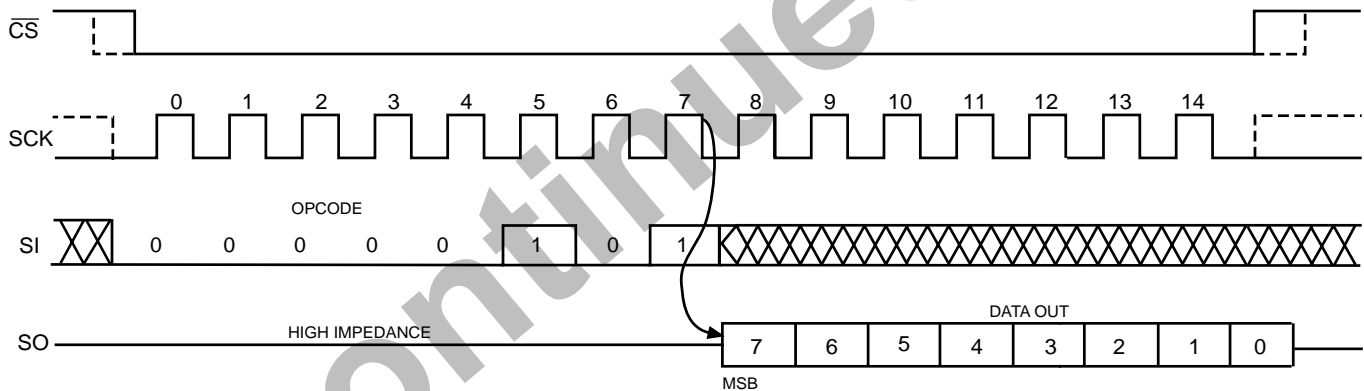 CS
0 1 2 3 4 5 6 7 8 9 10 11 12 13 14
SCK
OPCODE
SI 0 0 0 0 0 1 0 1
DATA OUT
HIGH IMPEDANCE
SO 7 6 5 4 3 2 1 0
MSB
ontinue